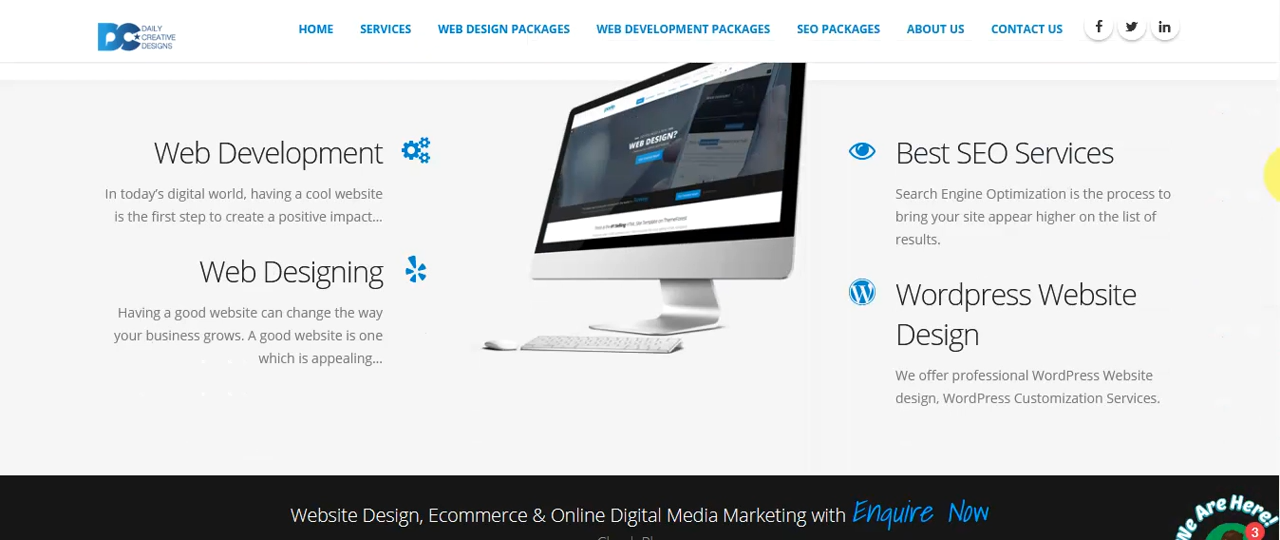 DAILY
CREATIVE
DESIGNS
HOME SERVICES WEB DESIGN PACKAGES WEB DEVELOPMENT PACKAGES SEO PACKAGES ABOUT US CONTACT US
WEB DESIGN?
Web Development
In today's digital world, having a cool website
is the first step to create a positive impact...
Web Designing
Having a good website can change the way
your business grows. A good website is one
which is appealing...
Best SEO Services
Search Engine Optimization is the process to
bring your site appear higher on the list of
results.
Wordpress Website
Design
We offer professional WordPress Website
design, WordPress Customization Services.
Website Design, Ecommerce & Online Digital Media Marketing with Enquire Now
We Are Here!
3